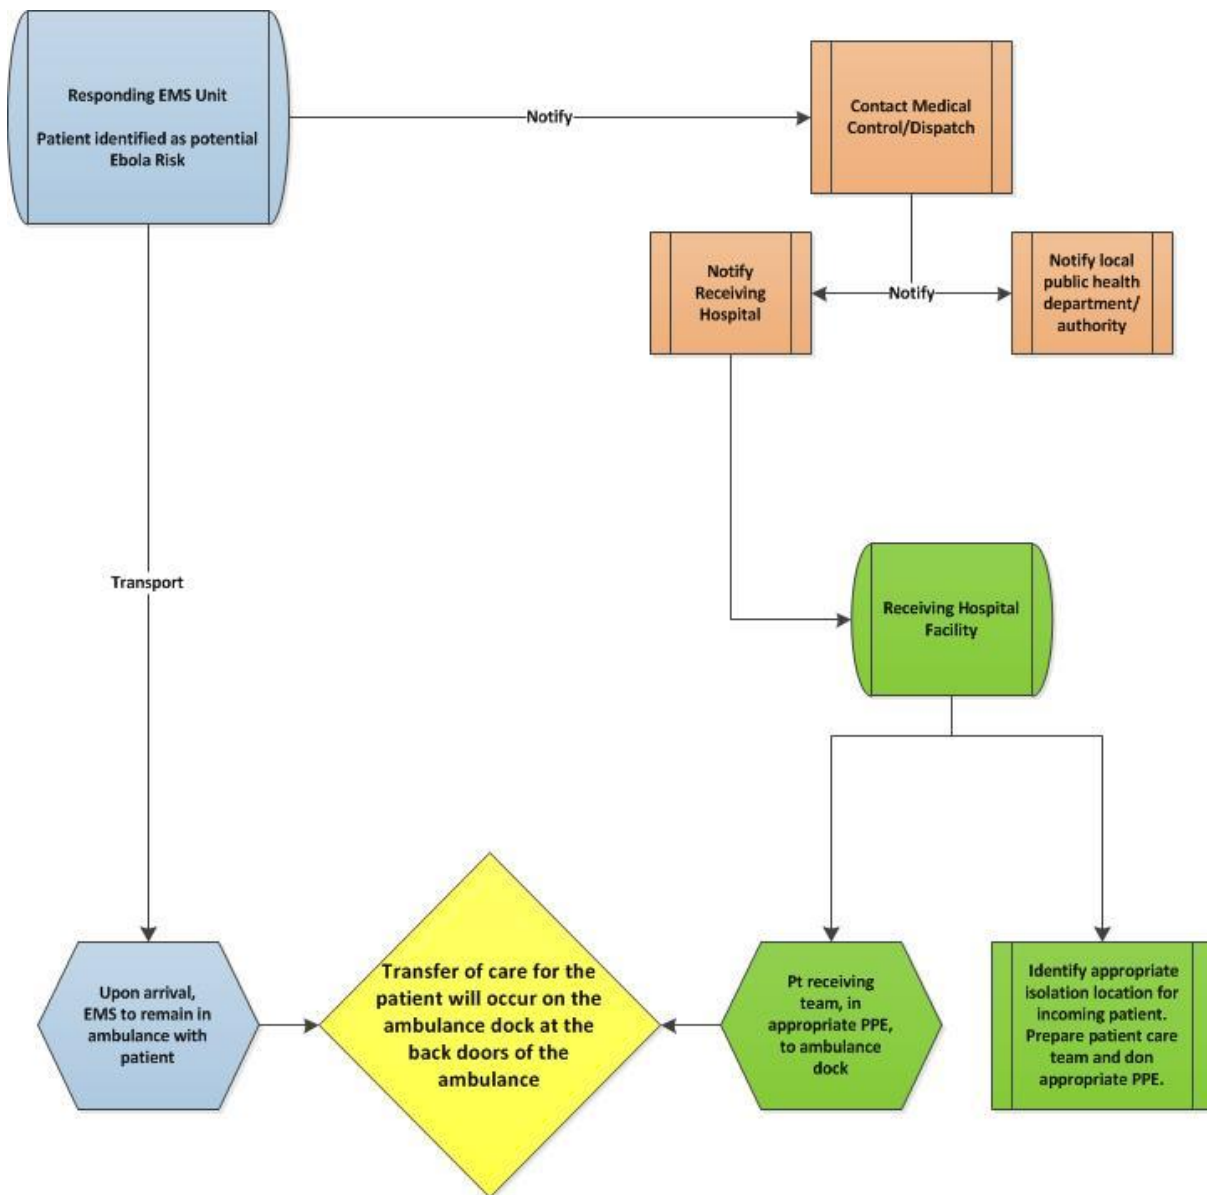 Responding EMS Unit
Patient identified as potential
Ebola Risk
Notify
Contact Medical
Control/Dispatch
Notify
Receiving
Hospital
Notify
Notify local
public health
department/
authority
Transport
Receiving Hospital
Facility
Upon arrival,
EMS to remain in
ambulance with
patient
Transfer of care for the
patient will occur on the
ambulance dock at the
back doors of the
ambulance
Pt receiving
team, in
appropriate PPE,
to ambulance
dock
Identify appropriate
isolation location for
incoming patient.
Prepare patient care
team and don
appropriate PPE.